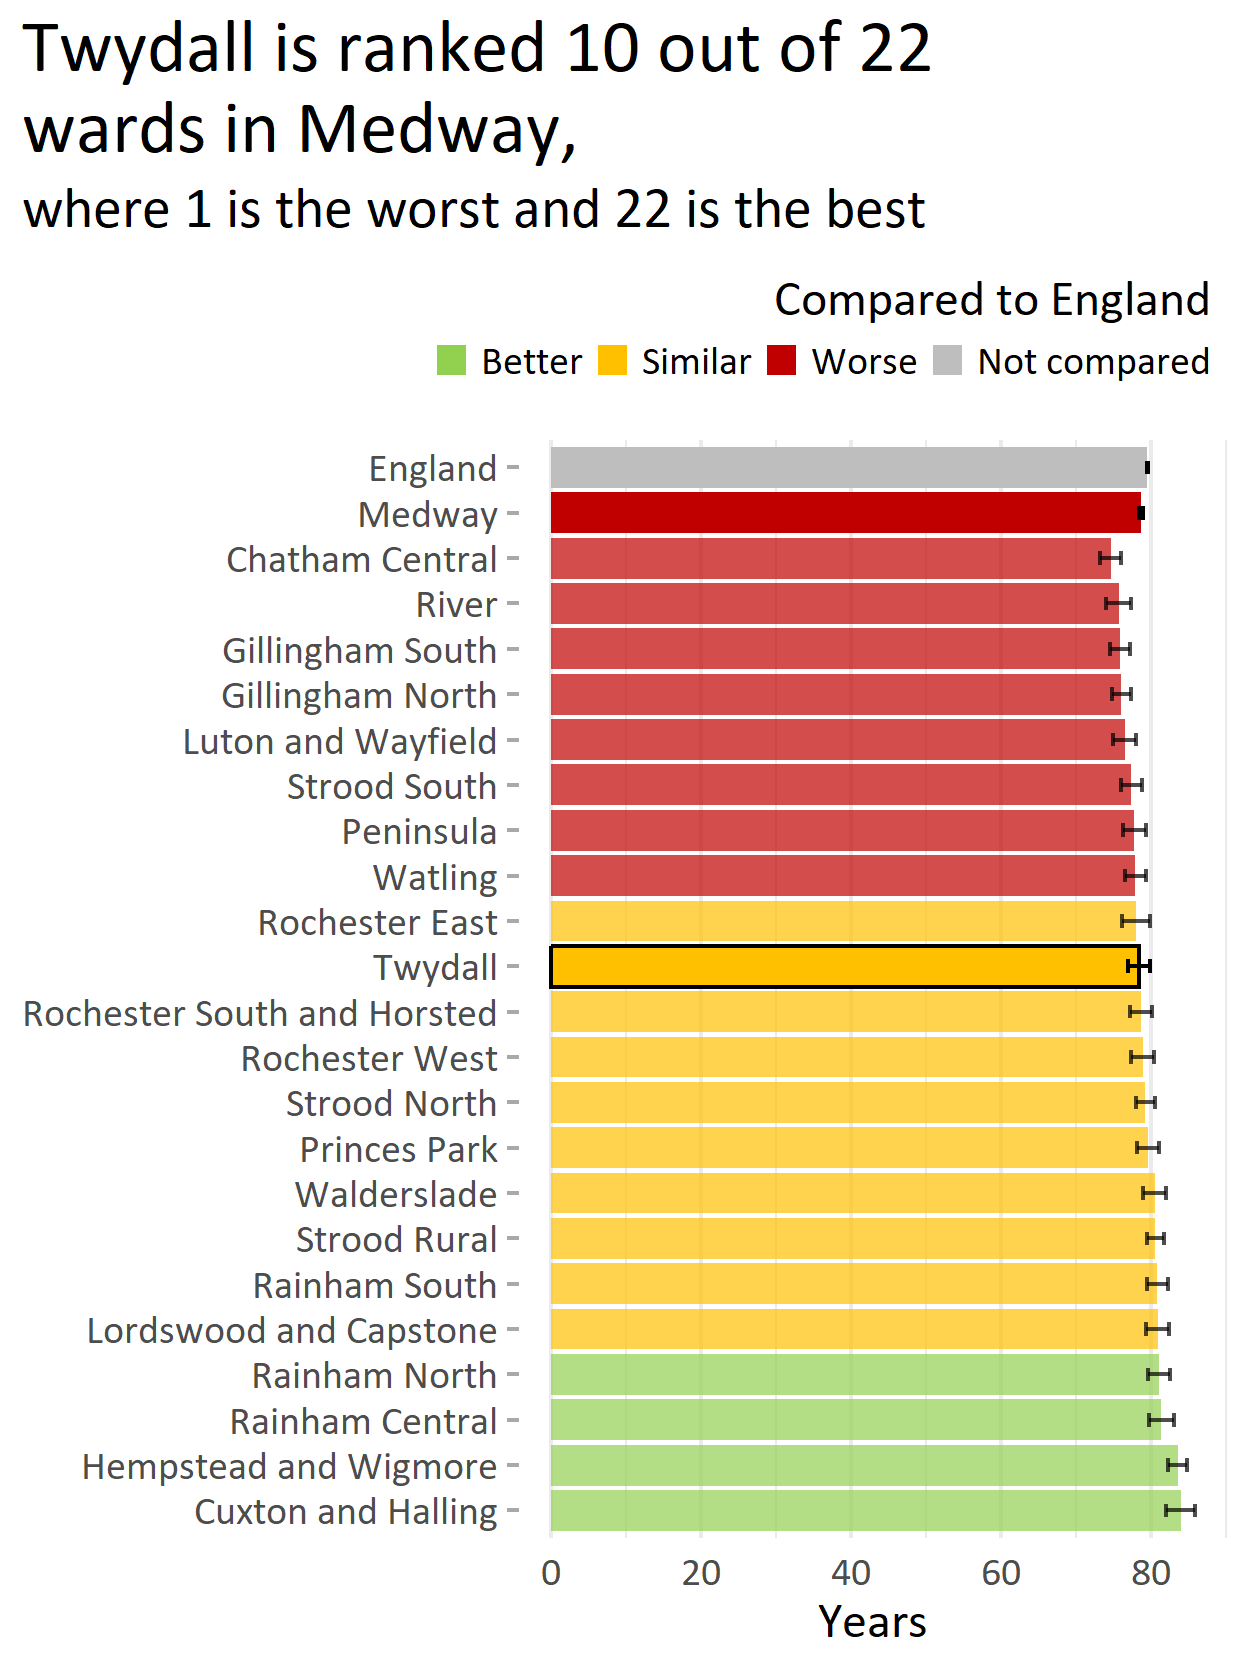 Twydall is ranked 10 out of 22
wards in Medway,
where 1 is the worst and 22 is the best
Compared to England
Better Similar Worse Not compared
England
Medway
Chatham Central
River
Gillingham South
Gillingham North
Luton and Wayfield
Strood South
Peninsula
Watling
Rochester East
Twydall
Rochester South and Horsted
Rochester West
Strood North
Princes Park
Walderslade
Strood Rural
Rainham South
Lordswood and Capstone
Rainham North
Rainham Central
Hempstead and Wigmore
Cuxton and Halling
0 20 40 60 80
Years